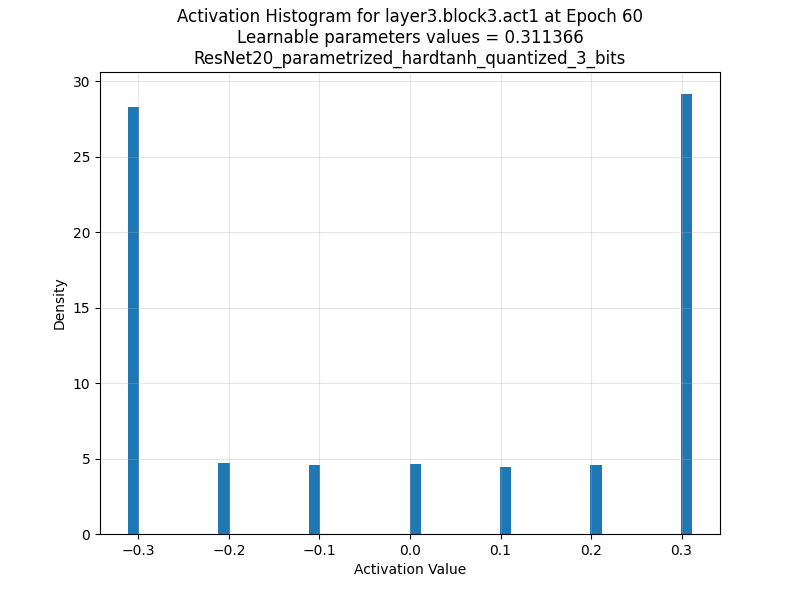 Activation Histogram for layer3.block3.act1 at Epoch 60
Learnable parameters values = 0.311366
ResNet20_parametrized_hardtanh_quantized_3_bits
30
25
20
15
10
5
0
Density
−0.3 −0.2 −0.1 0.0 0.1 0.2 0.3
Activation Value